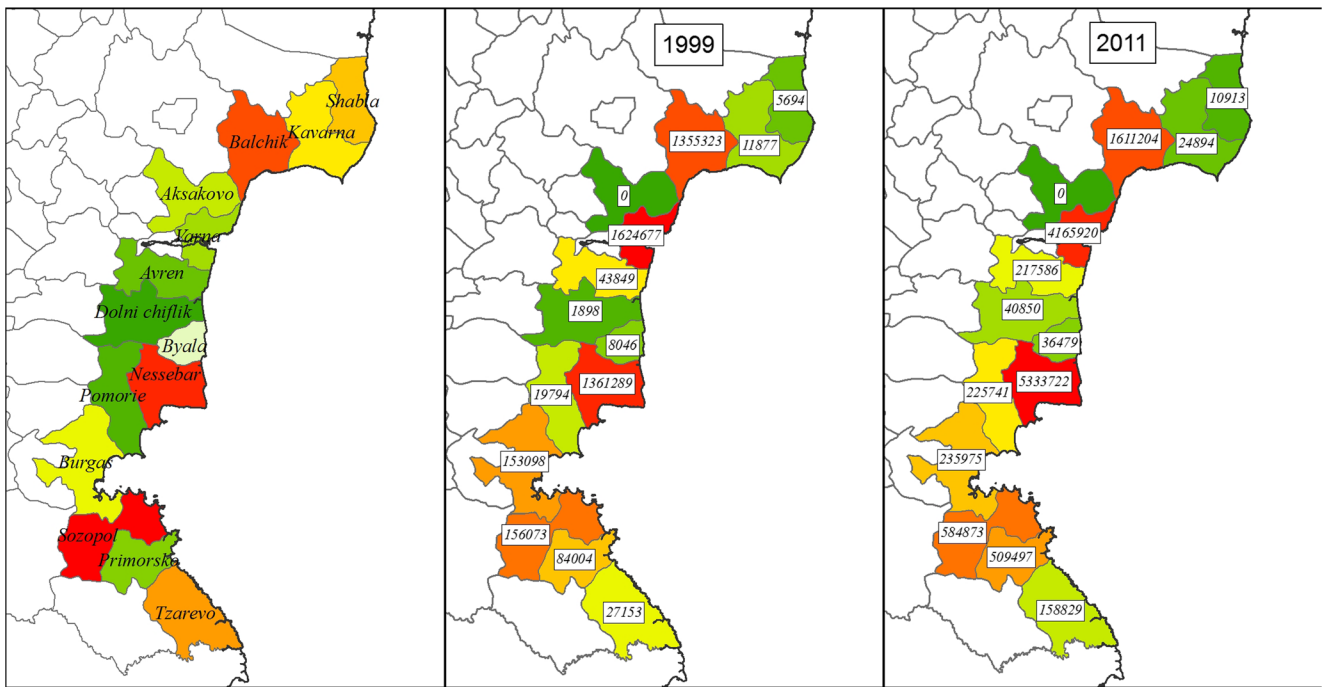 Shabla
Kavarna
Balchik
Aksakovo
Varna
Avren
Dolni chiflik
Byala
Nessebar
Pomorie
Burgas
Sozopol
Primorsko
Tzarevo
1999
5694
1355323
11877
0
1624677
43849
1898
8046
1361289
19794
153098
156073
84004
27153
2011
10913
1611204
24894
0
4165920
217586
40850
36479
5333722
225741
235975
584873
509497
158829